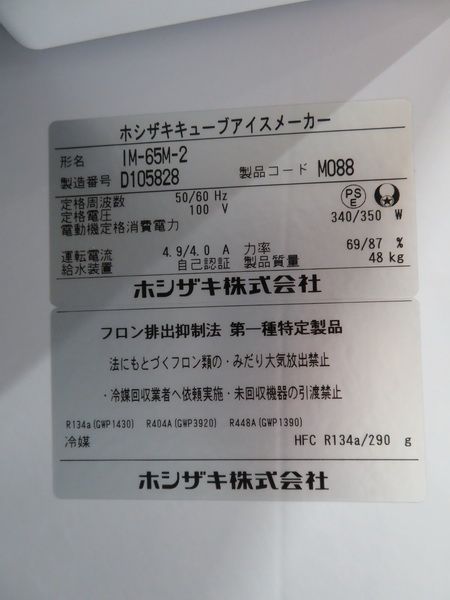 ホシザキキューブアイスメーカー
形名 IM-65M-2
製造番号 D105828 製品コード M088
定格周波数 50/60 Hz
定格電圧 100 V
PS E
電動機定格消費電力 340/350 W
運転電流 4.9/4.0 A 力率 69/87 %
給水装置 自己認証 製品質量 48 kg
ホシザキ株式会社
フロン排出抑制法 第一種特定製品
法にもとづくフロン類の・みだり大気放出禁止
・冷媒回収業者へ依頼実施・未回収機器の引渡禁止
R134a(GWP1430) R404A(GWP3920) R448A(GWP1390)
冷媒 HFC R134a/290 g
ホシザキ株式会社